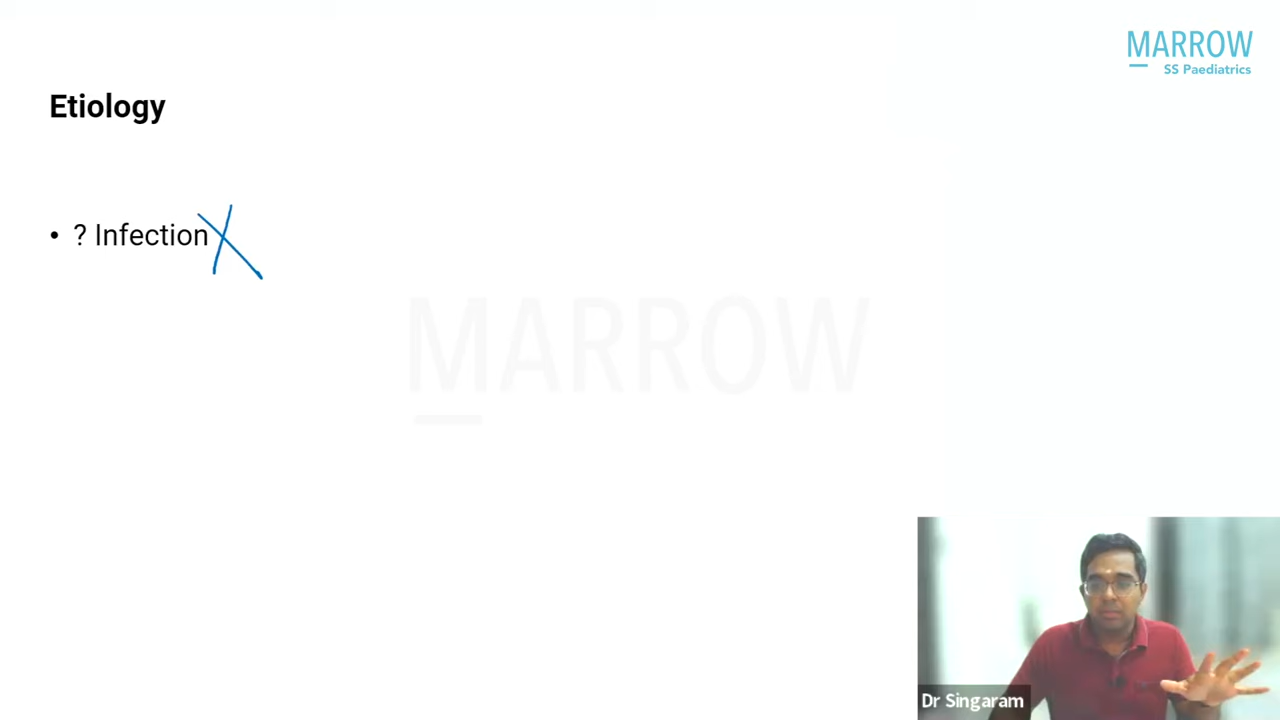 MARROW
SS Paediatrics
Etiology
• ? Infection
MARROW
Dr Singaram